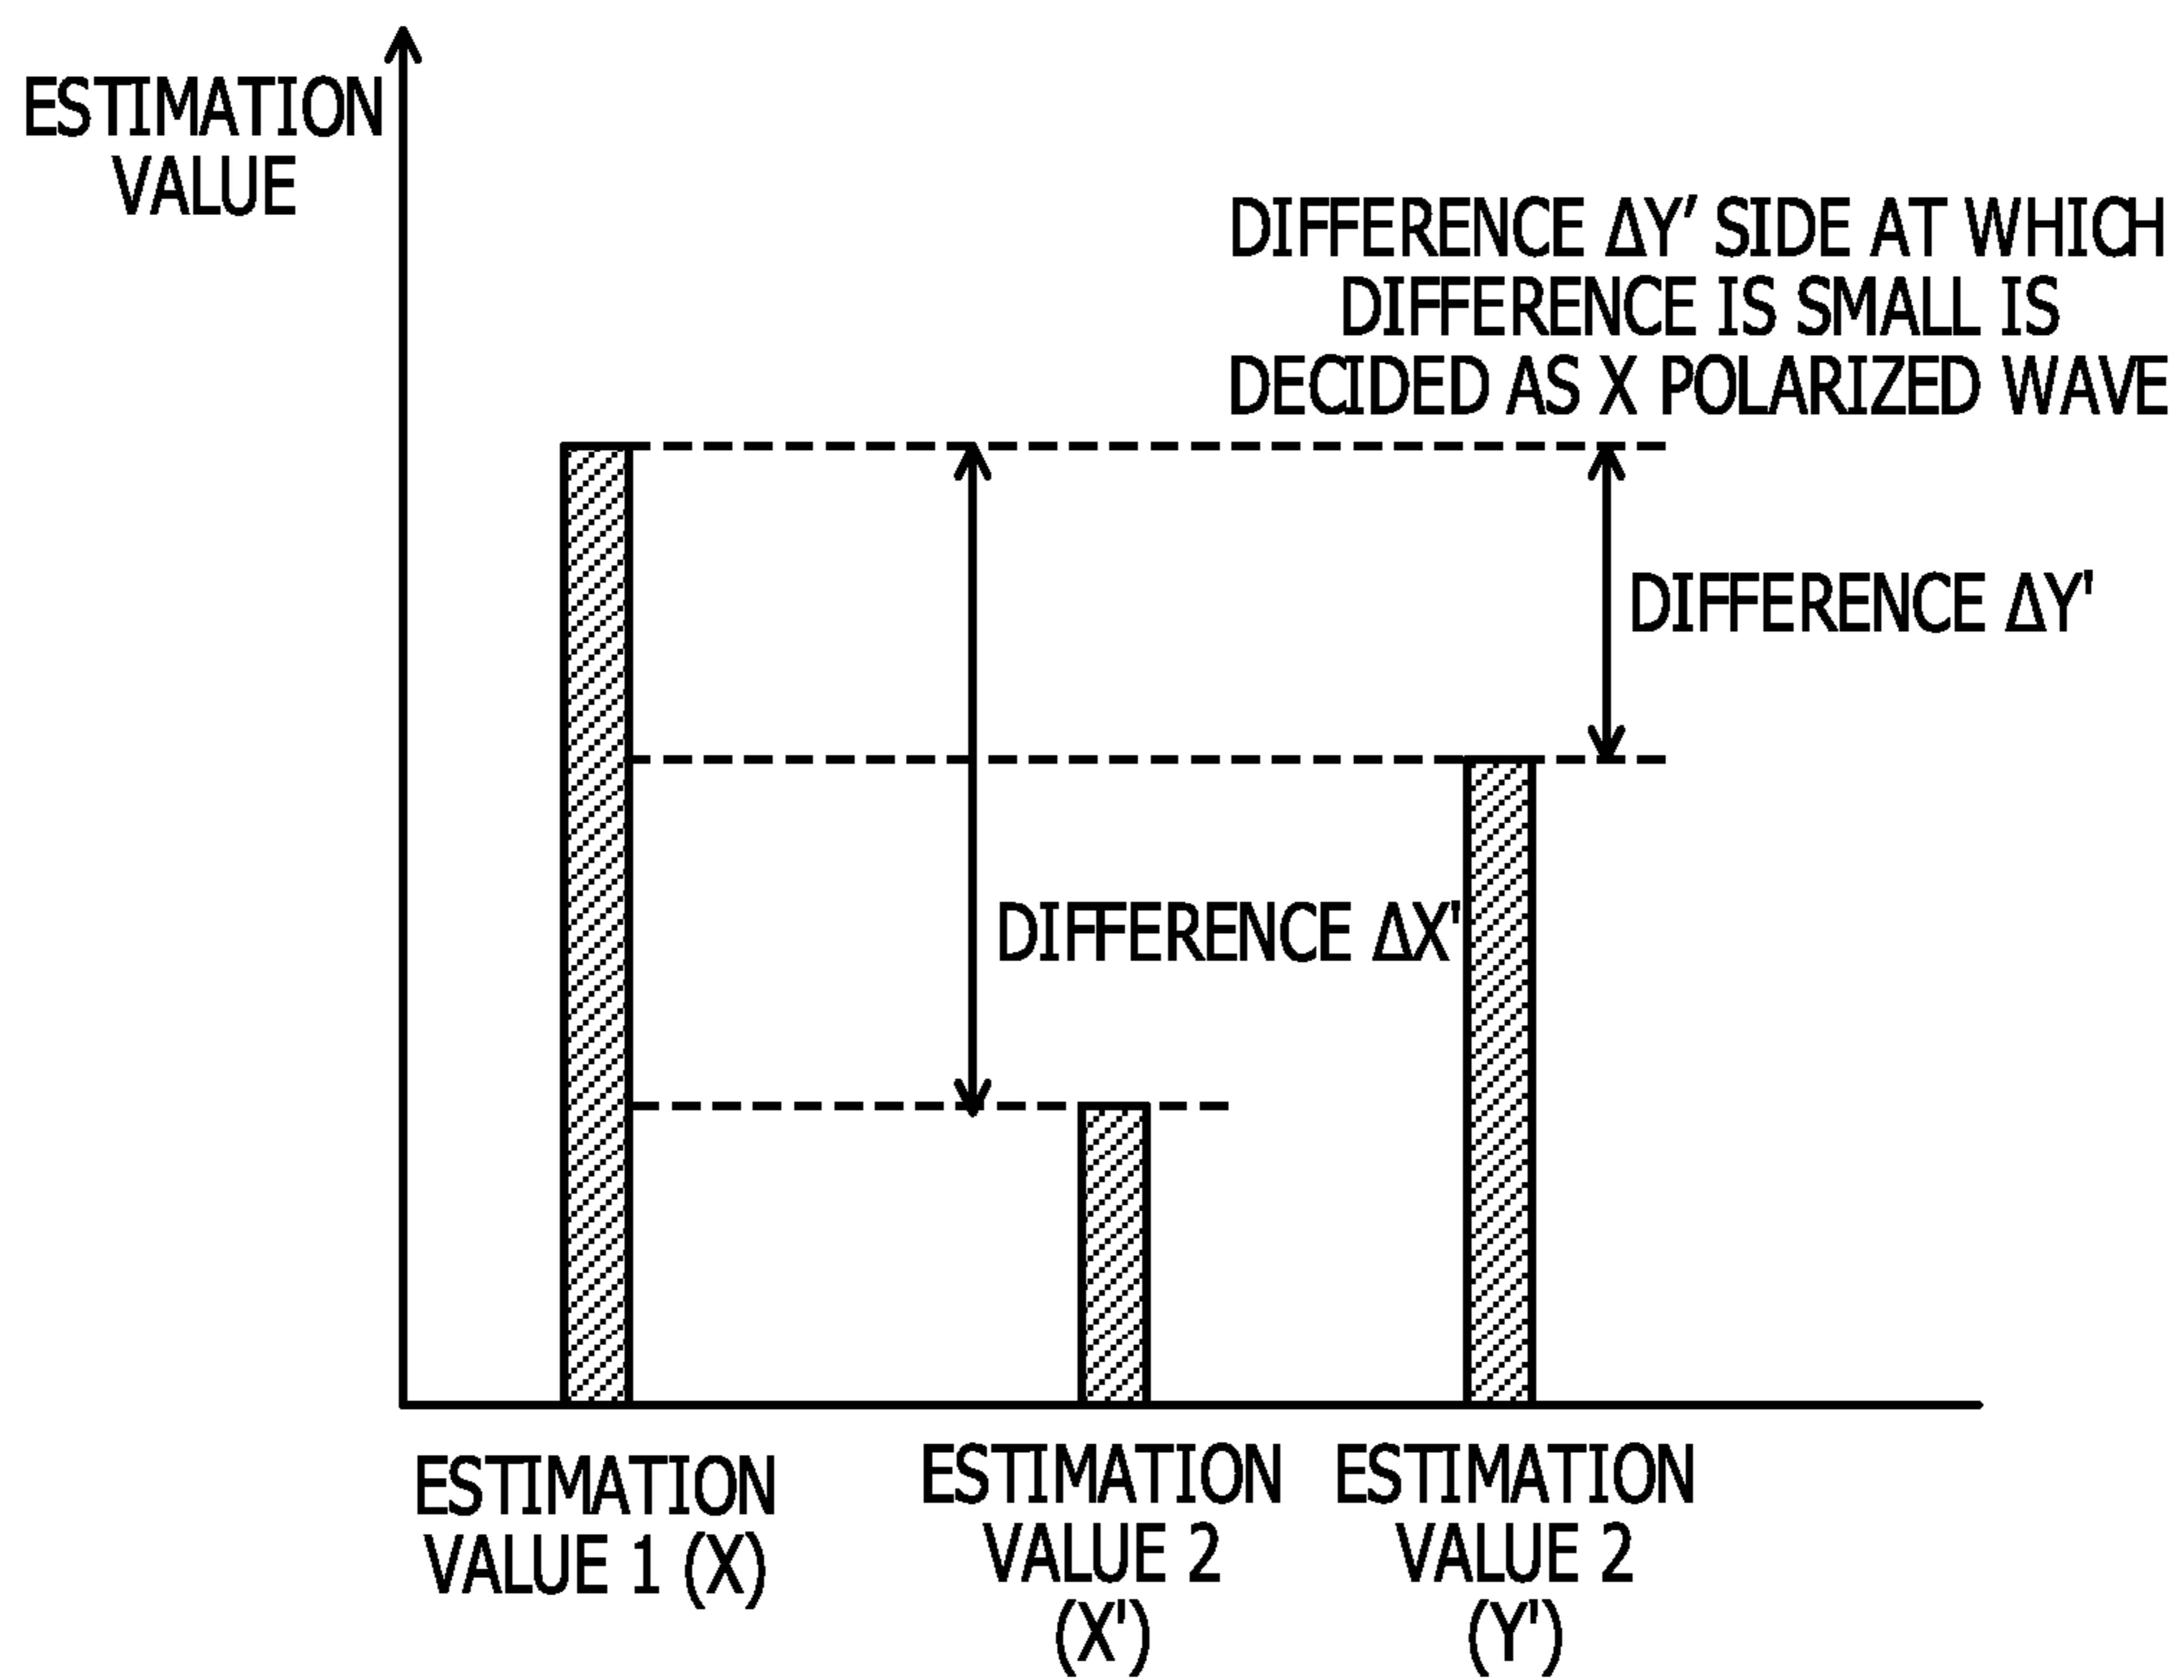 ESTIMATION
VALUE
DIFFERENCE ΔY' SIDE AT WHICH
DIFFERENCE IS SMALL IS
DECIDED AS X POLARIZED WAVE
DIFFERENCE ΔY'
DIFFERENCE ΔX'
ESTIMATION
VALUE 1 (X)
ESTIMATION
VALUE 2
(X')
ESTIMATION
VALUE 2
(Y')